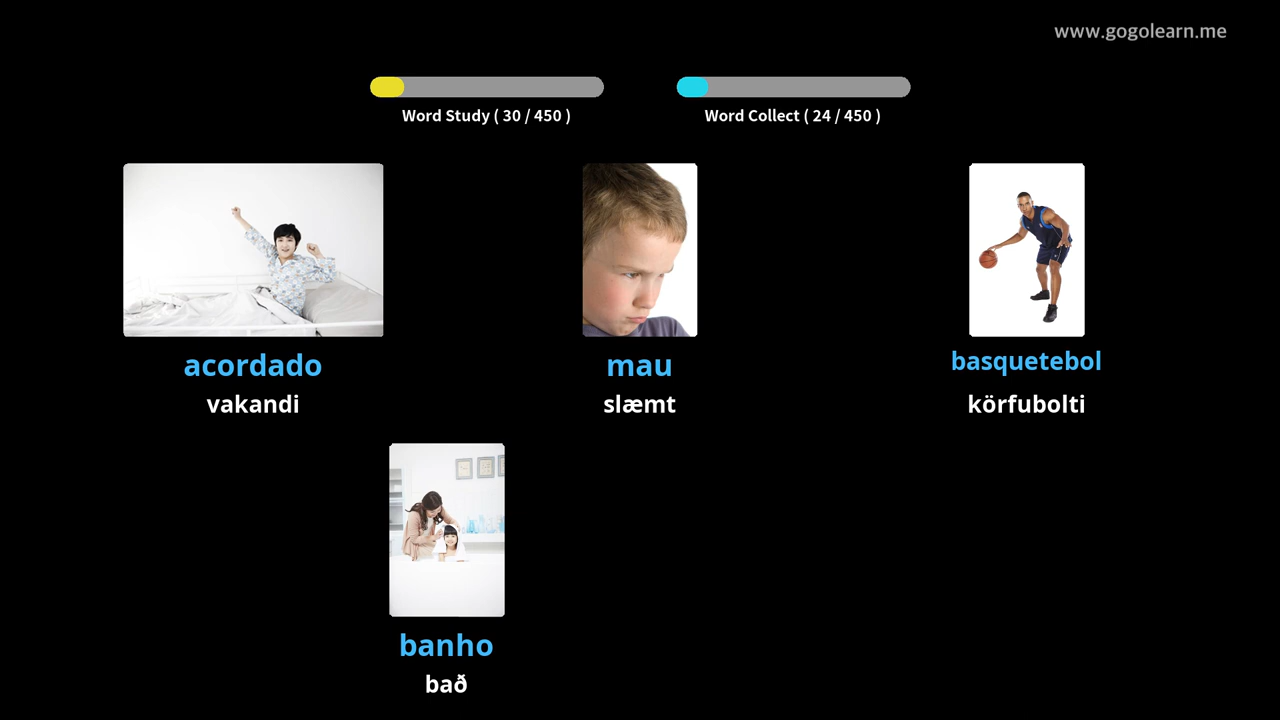 www.gogolearn.me
Word Study ( 30 / 450 )
Word Collect ( 24 / 450 )
acordado
vakandi
mau
slæmt
basquetebol
körfubolti
banho
bað